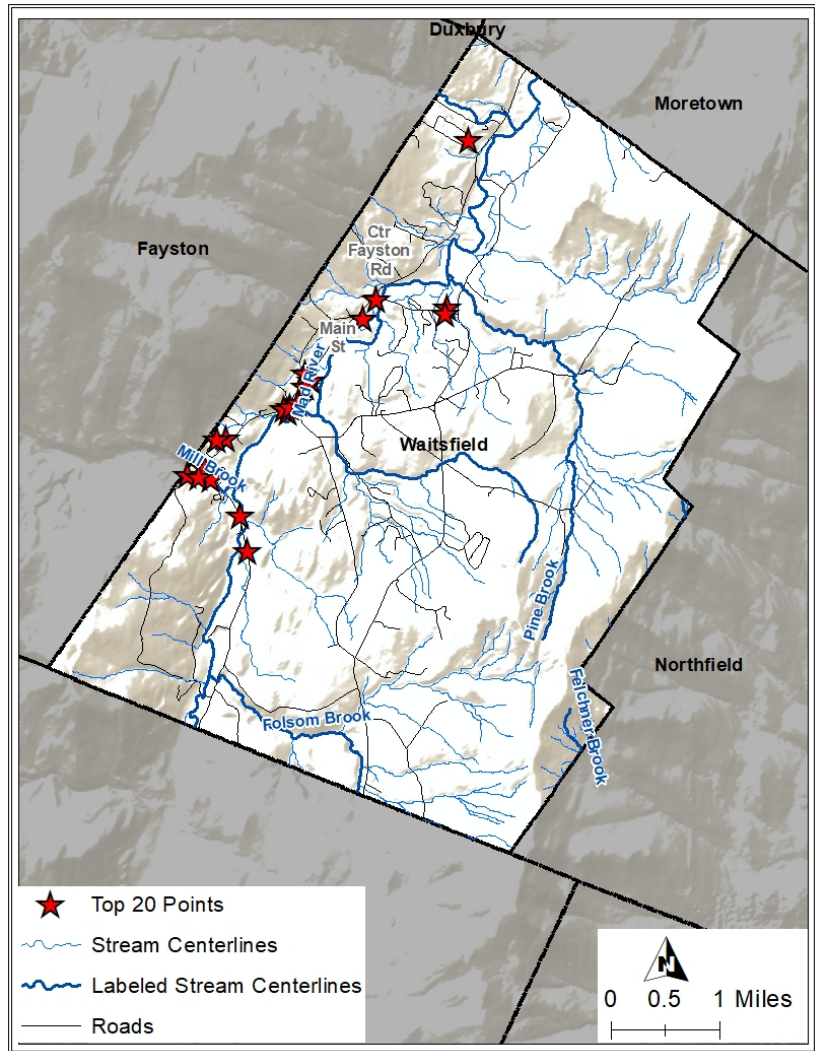 Duxbury
Moretown
Fayston
Ctr
Fayston
Rd
Main
St
Mad River
Waitsfield
Mill Brook
Pine Brook
Northfield
Felchner Brook
Folsom Brook
Top 20 Points
Stream Centerlines
Labeled Stream Centerlines
Roads
N
0 0.5 1 Miles